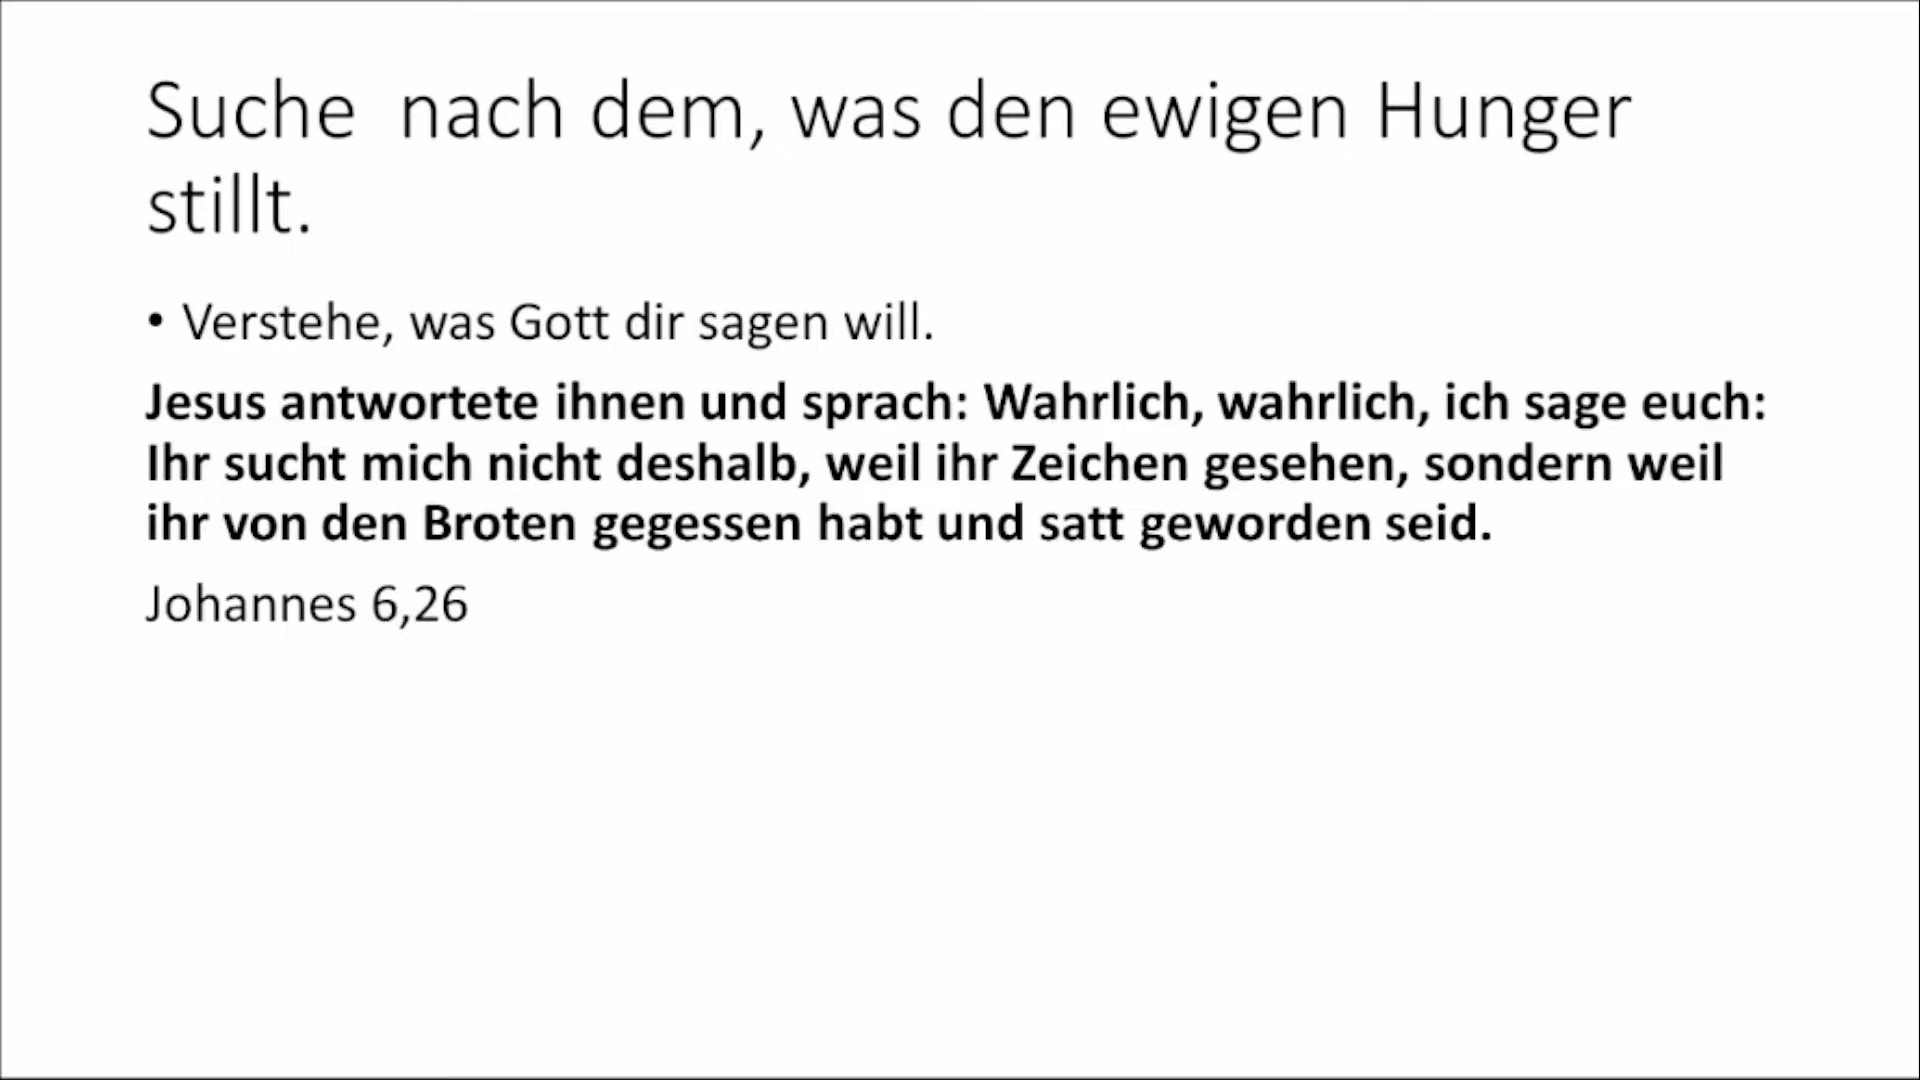 Suche  nach dem, was den ewigen Hunger
stillt.
• Verstehe, was Gott dir sagen will.
Jesus antwortete ihnen und sprach: Wahrlich, wahrlich, ich sage euch:
Ihr sucht mich nicht deshalb, weil ihr Zeichen gesehen, sondern weil
ihr von den Broten gegessen habt und satt geworden seid.
Johannes 6,26